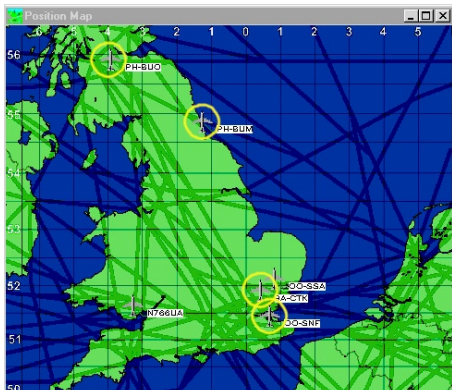 Position Map
6 5 4 3 2 1 0 1 2 3 4 5
56
PH-BUO
55
PH-BUM
53
52
OO-SSA
N766UA
OO-SNF
51
50